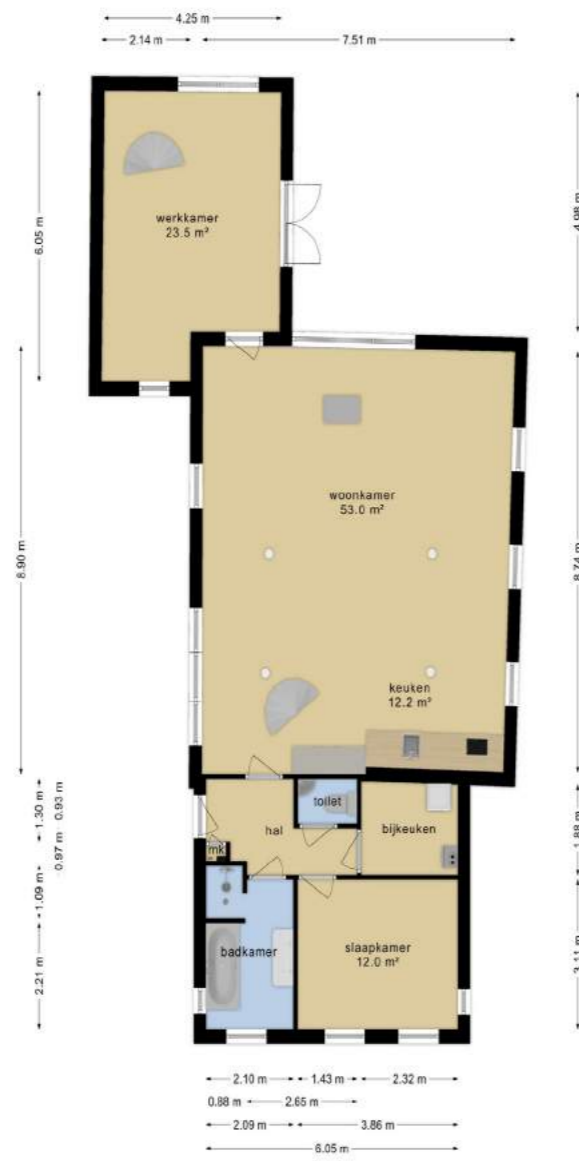 4.25 m
2.14 m
7.51 m
6.05 m
4.98 m
werkkamer
23.5 m²
woonkamer
53.0 m²
8.90 m
8.74 m
keuken
12.2 m²
1.30 m
0.93 m
toilet
hal
bijkeuken
1.88 m
mk
0.97 m
1.09 m
badkamer
slaapkamer
12.0 m²
2.21 m
3.11 m
2.10 m
1.43 m
2.32 m
0.88 m
2.65 m
2.09 m
3.86 m
6.05 m